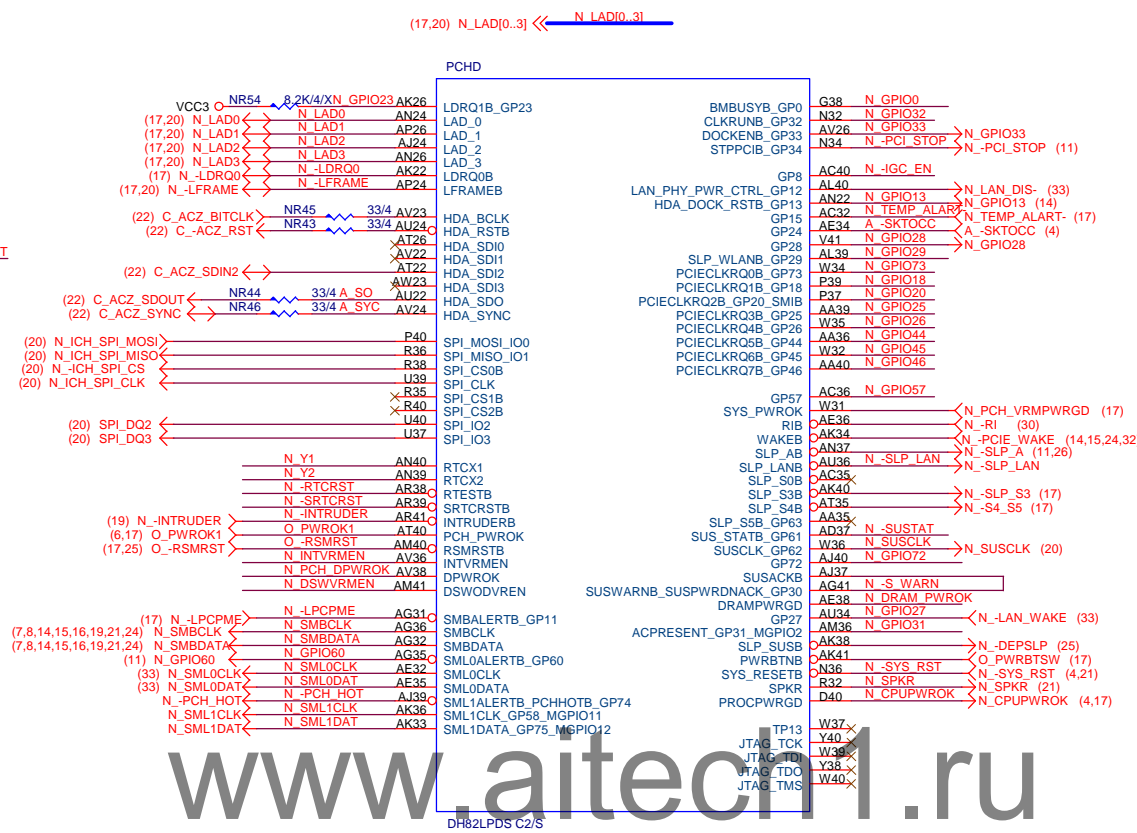 (17,20) N_LAD[0..3] N_LAD[0..3]
PCHD
VCC3 NR54 8.2K/4/X N_GPIO23 AK26 LDRQ1B_GP23
(17,20) N_LAD0 N_LAD0 AN24 LAD_0
(17,20) N_LAD1 N_LAD1 AP26 LAD_1
(17,20) N_LAD2 N_LAD2 AJ24 LAD_2
(17,20) N_LAD3 N_LAD3 AN26 LAD_3
(17) N_-LDRQ0 N_-LDRQ0 AK22 LDRQ0B
(17,20) N_-LFRAME N_-LFRAME AP24 LFRAMEB
(22) C_ACZ_BITCLK NR45 33/4 AV23 HDA_BCLK
(22) C_-ACZ_RST NR43 33/4 AU24 HDA_RSTB
AT26 HDA_SDI0
T
AV22 HDA_SDI1
(22) C_ACZ_SDIN2 AT22 HDA_SDI2
AW23 HDA_SDI3
(22) C_ACZ_SDOUT NR44 33/4 A_SO AU22 HDA_SDO
(22) C_ACZ_SYNC NR46 33/4 A_SYC AV24 HDA_SYNC
(20) N_ICH_SPI_MOSI P40 SPI_MOSI_IO0
(20) N_ICH_SPI_MISO R36 SPI_MISO_IO1
(20) N_-ICH_SPI_CS R38 SPI_CS0B
(20) N_ICH_SPI_CLK U39 SPI_CLK
R35 SPI_CS1B
R40 SPI_CS2B
(20) SPI_DQ2 U40 SPI_IO2
(20) SPI_DQ3 U37 SPI_IO3
N_Y1 AN40 RTCX1
N_Y2 AN39 RTCX2
N_-RTCRST AR38 RTESTB
N_-SRTCRST AR39 SRTCRSTB
(19) N_-INTRUDER N_-INTRUDER AR41 INTRUDERB
(6,17) O_PWROK1 O_PWROK1 AT40 PCH_PWROK
(17,25) O_-RSMRST O_-RSMRST AM40 RSMRSTB
N_INTVRMEN AV36 INTVRMEN
N_PCH_DPWROK AV38 DPWROK
N_DSWVRMEN AM41 DSWODVREN
(17) N_-LPCPME N_-LPCPME AG31 SMBALERTB_GP11
(7,8,14,15,16,19,21,24) N_SMBCLK N_SMBCLK AG36 SMBCLK
(7,8,14,15,16,19,21,24) N_SMBDATA N_SMBDATA AG32 SMBDATA
(11) N_GPIO60 N_GPIO60 AG35 SML0ALERTB_GP60
(33) N_SML0CLK N_SML0CLK AE32 SML0CLK
(33) N_SML0DAT N_SML0DAT AE35 SML0DATA
N_-PCH_HOT N_-PCH_HOT AJ39 SML1ALERTB_PCHHOTB_GP74
N_SML1CLK N_SML1CLK AK36 SML1CLK_GP58_MGPIO11
N_SML1DAT N_SML1DAT AK33 SML1DATA_GP75_MGPIO12
BMBUSYB_GP0 G38 N_GPIO0
CLKRUNB_GP32 N32 N_GPIO32
DOCKENB_GP33 AV26 N_GPIO33 N_GPIO33
STPPCIB_GP34 N34 N_-PCI_STOP N_-PCI_STOP (11)
GP8 AC40 N_-IGC_EN
LAN_PHY_PWR_CTRL_GP12 AL40 N_LAN_DIS- (33)
HDA_DOCK_RSTB_GP13 AN22 N_GPIO13 N_GPIO13 (14)
GP15 AC32 N_TEMP_ALART- N_TEMP_ALART- (17)
GP24 AE34 A_-SKTOCC A_-SKTOCC (4)
GP28 V41 N_GPIO28 N_GPIO28
SLP_WLANB_GP29 AL39 N_GPIO29
PCIECLKRQ0B_GP73 W34 N_GPIO73
PCIECLKRQ1B_GP18 P39 N_GPIO18
PCIECLKRQ2B_GP20_SMIB P37 N_GPIO20
PCIECLKRQ3B_GP25 AA39 N_GPIO25
PCIECLKRQ4B_GP26 W35 N_GPIO26
PCIECLKRQ5B_GP44 AA36 N_GPIO44
PCIECLKRQ6B_GP45 W32 N_GPIO45
PCIECLKRQ7B_GP46 AA40 N_GPIO46
GP57 AC36 N_GPIO57
SYS_PWROK W31 N_PCH_VRMPWRGD (17)
RIB AE36 N_-RI (30)
WAKEB AK34 N_-PCIE_WAKE (14,15,24,32
SLP_AB AN37 N_-SLP_A (11,26)
SLP_LANB AU36 N_-SLP_LAN N_-SLP_LAN
SLP_S0B AC35
SLP_S3B AK40 N_-SLP_S3 (17)
SLP_S4B AT35 N_-S4_S5 (17)
SLP_S5B_GP63 AA35
SUS_STATB_GP61 AD37 N_-SUSTAT
SUSCLK_GP62 W36 N_SUSCLK N_SUSCLK (20)
GP72 AJ40 N_GPIO72
SUSACKB AJ37
SUSWARNB_SUSPWRDNACK_GP30 AG41 N_-S_WARN
DRAMPWRGD AE38 N_DRAM_PWROK
GP27 AU34 N_GPIO27 N_-LAN_WAKE (33)
ACPRESENT_GP31_MGPIO2 AM36 N_GPIO31
SLP_SUSB AK38 N_-DEPSLP (25)
PWRBTNB AK41 O_PWRBTSW (17)
SYS_RESETB N36 N_-SYS_RST N_-SYS_RST (4,21)
SPKR R32 N_SPKR N_SPKR (21)
PROCPWRGD D40 N_CPUPWROK N_CPUPWROK (4,17)
TP13 W37
JTAG_TCK Y40
JTAG_TDI W39
JTAG_TDO Y38
JTAG_TMS W40
www.aitech1.ru
DH82LPDS C2/S